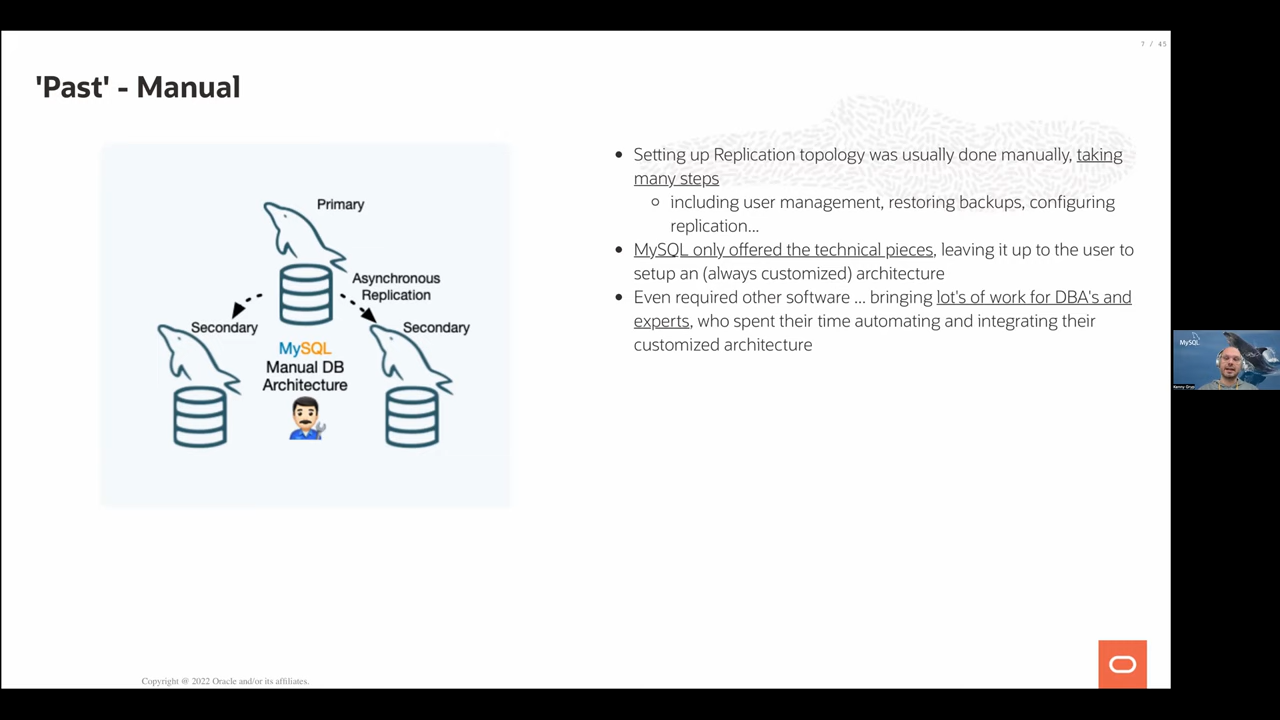 7 / 45
'Past' - Manual
Primary
Asynchronous
Replication
Secondary
Secondary
MySQL
Manual DB
Architecture
• Setting up Replication topology was usually done manually, taking
many steps
○ including user management, restoring backups, configuring
replication...
• MySQL only offered the technical pieces, leaving it up to the user to
setup an (always customized) architecture
• Even required other software ... bringing lot's of work for DBA's and
experts, who spent their time automating and integrating their
customized architecture
MySQL
Copyright @ 2022 Oracle and/or its affiliates.